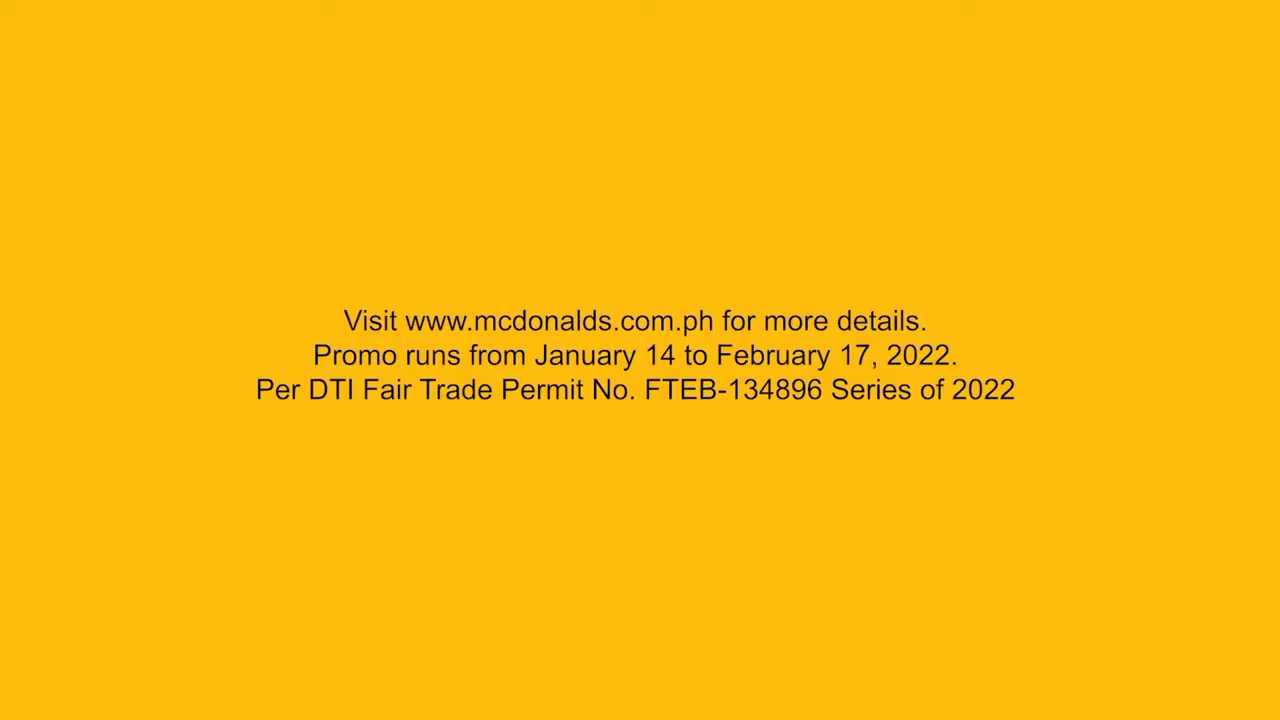 Visit www.mcdonalds.com.ph for more details.
Promo runs from January 14 to February 17, 2022.
Per DTI Fair Trade Permit No. FTEB-134896 Series of 2022